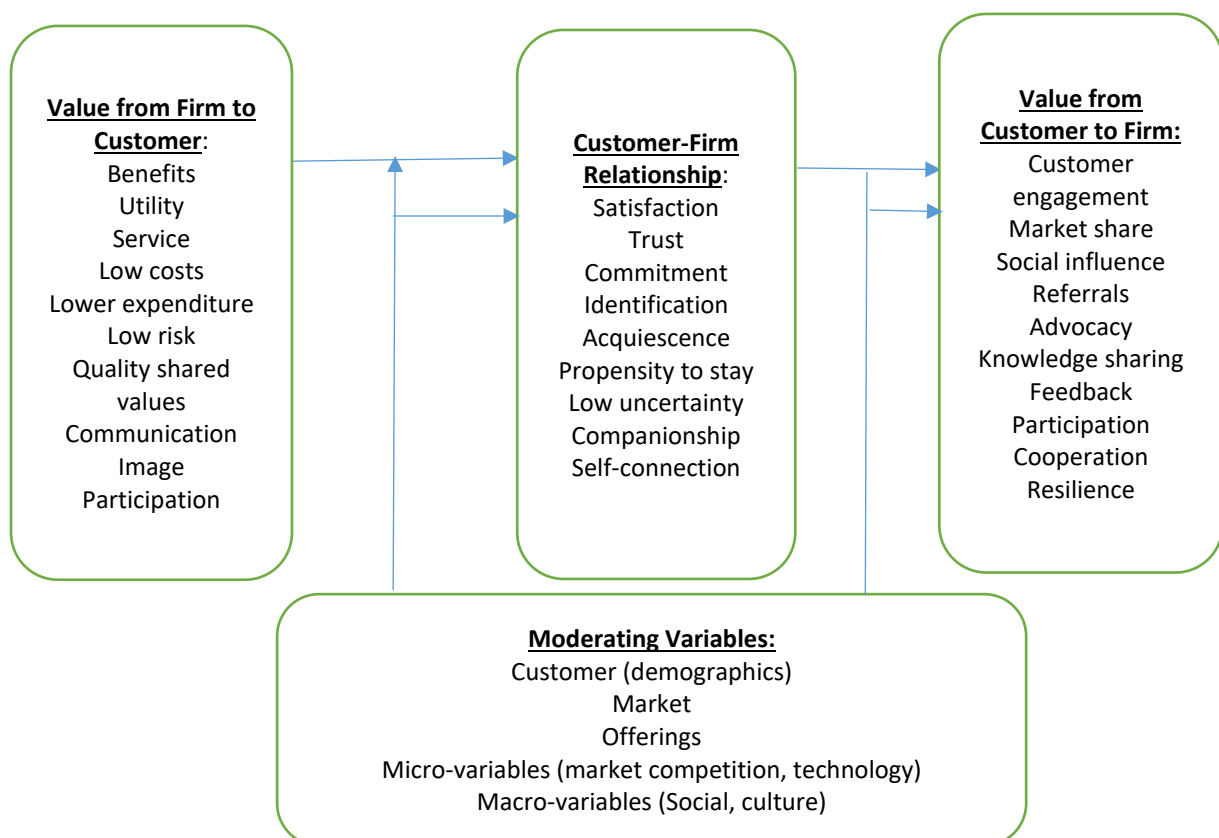 Value from Firm to
Customer:
Benefits
Utility
Service
Low costs
Lower expenditure
Low risk
Quality shared
values
Communication
Image
Participation
Customer-Firm
Relationship:
Satisfaction
Trust
Commitment
Identification
Acquiescence
Propensity to stay
Low uncertainty
Companionship
Self-connection
Value from
Customer to Firm:
Customer
engagement
Market share
Social influence
Referrals
Advocacy
Knowledge sharing
Feedback
Participation
Cooperation
Resilience
Moderating Variables:
Customer (demographics)
Market
Offerings
Micro-variables (market competition, technology)
Macro-variables (Social, culture)